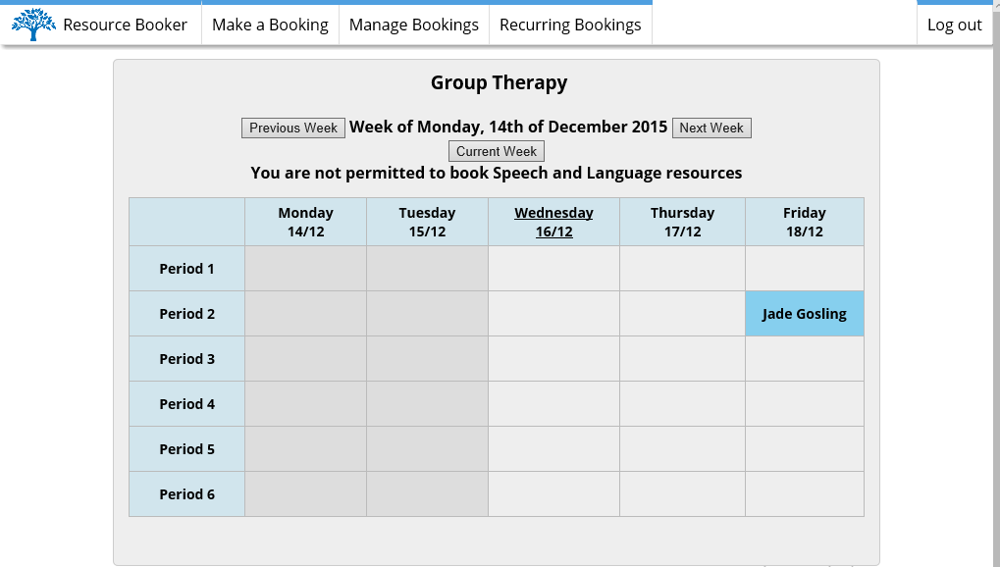 Resource Booker Make a Booking Manage Bookings Recurring Bookings Log out
Group Therapy
Previous Week Week of Monday, 14th of December 2015 Next Week
Current Week
You are not permitted to book Speech and Language resources
Monday Tuesday Wednesday Thursday Friday
14/12 15/12 16/12 17/12 18/12
Period 1
Period 2 Jade Gosling
Period 3
Period 4
Period 5
Period 6